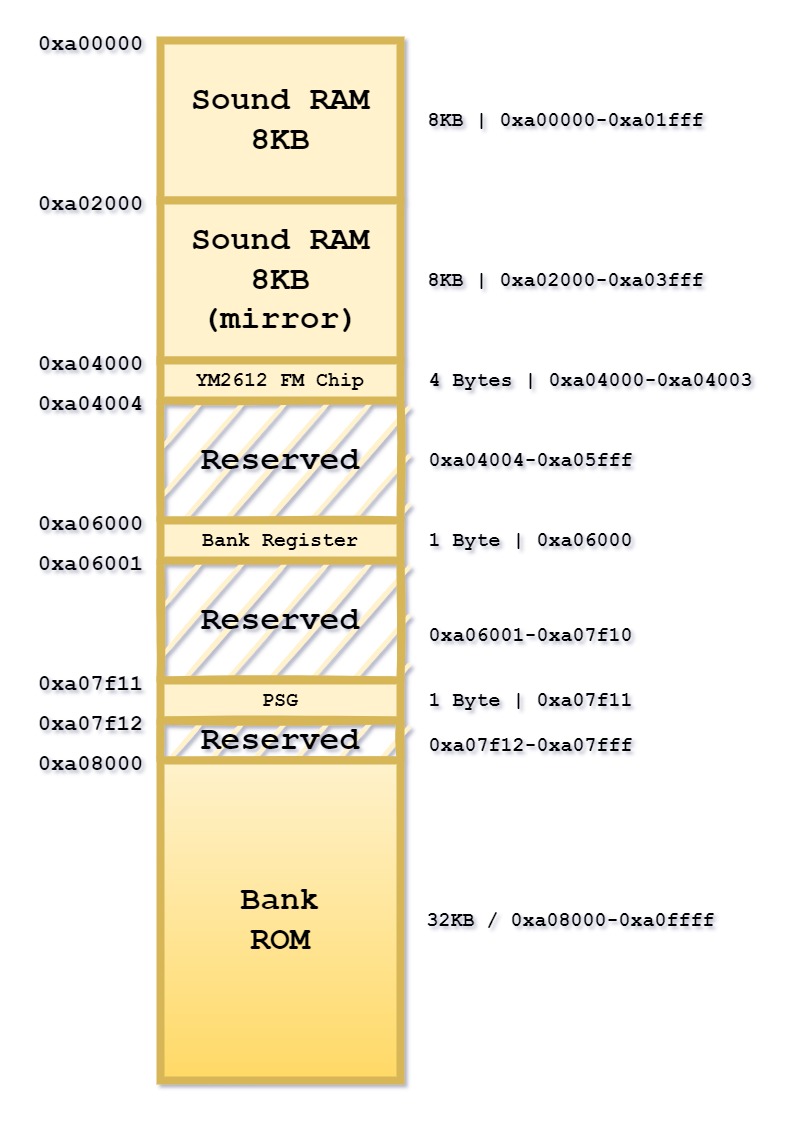 0xa00000
Sound RAM
8KB
8KB | 0xa00000-0xa01fff
0xa02000
Sound RAM
8KB
(mirror)
8KB | 0xa02000-0xa03fff
0xa04000
YM2612 FM Chip
4 Bytes | 0xa04000-0xa04003
0xa04004
Reserved
0xa04004-0xa05fff
0xa06000
Bank Register
1 Byte | 0xa06000
0xa06001
Reserved
0xa06001-0xa07f10
0xa07f11
PSG
1 Byte | 0xa07f11
0xa07f12
Reserved
0xa07f12-0xa07fff
0xa08000
Bank
ROM
32KB / 0xa08000-0xa0ffff